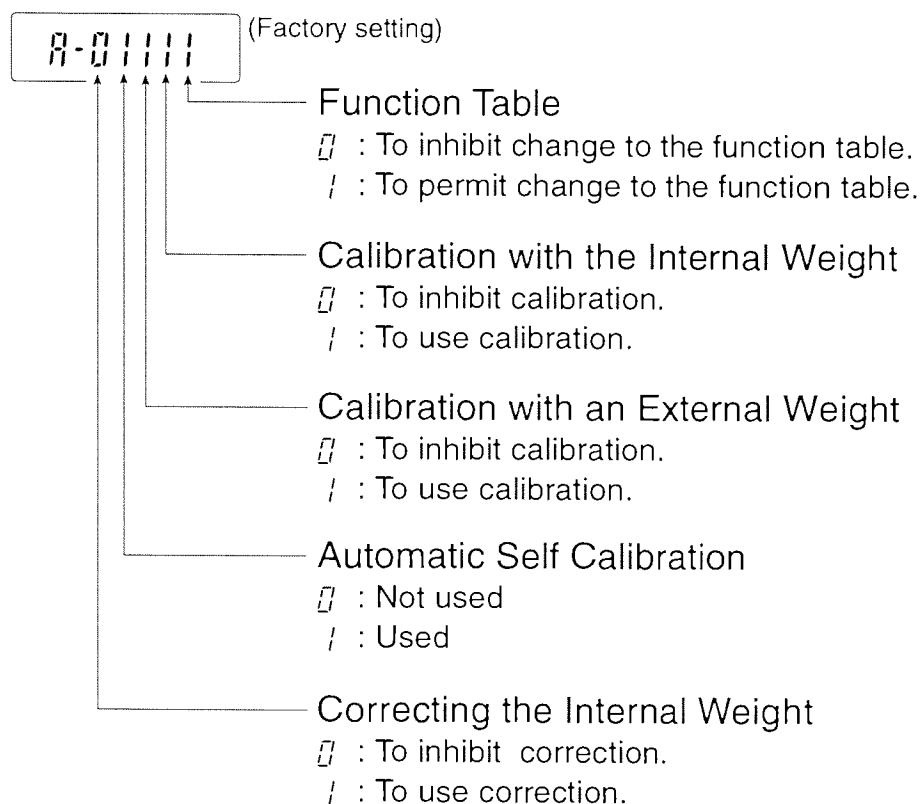 A-01111
(Factory setting)
Function Table
0 : To inhibit change to the function table.
1 : To permit change to the function table.
Calibration with the Internal Weight
0 : To inhibit calibration.
1 : To use calibration.
Calibration with an External Weight
0 : To inhibit calibration.
1 : To use calibration.
Automatic Self Calibration
0 : Not used
1 : Used
Correcting the Internal Weight
0 : To inhibit correction.
1 : To use correction.